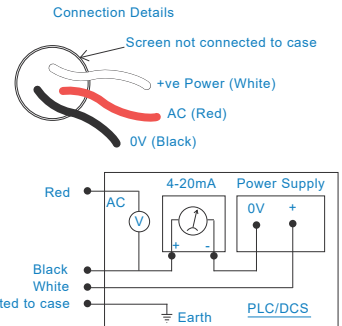 Connection Details
Screen not connected to case
+ve Power (White)
AC (Red)
0V (Black)
4-20mA
Power Supply
Red
AC
V
0V
+
+
-
Black
White
ted to case
Earth
PLC/DCS